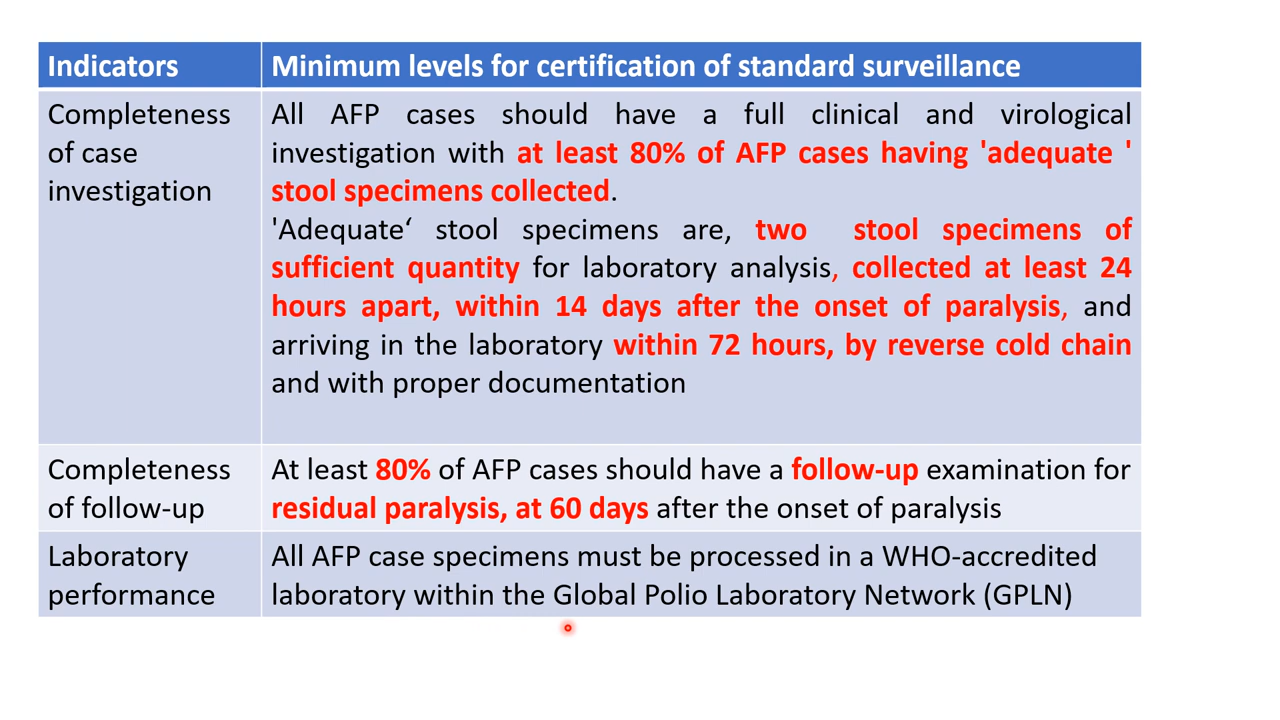 Indicators
Minimum levels for certification of standard surveillance
Completeness
of case
investigation
All AFP cases should have a full clinical and virological
investigation with at least 80% of AFP cases having 'adequate '
stool specimens collected.
'Adequate‘ stool specimens are, two stool specimens of
sufficient quantity for laboratory analysis, collected at least 24
hours apart, within 14 days after the onset of paralysis, and
arriving in the laboratory within 72 hours, by reverse cold chain
and with proper documentation
Completeness
of follow-up
At least 80% of AFP cases should have a follow-up examination for
residual paralysis, at 60 days after the onset of paralysis
Laboratory
performance
All AFP case specimens must be processed in a WHO-accredited
laboratory within the Global Polio Laboratory Network (GPLN)